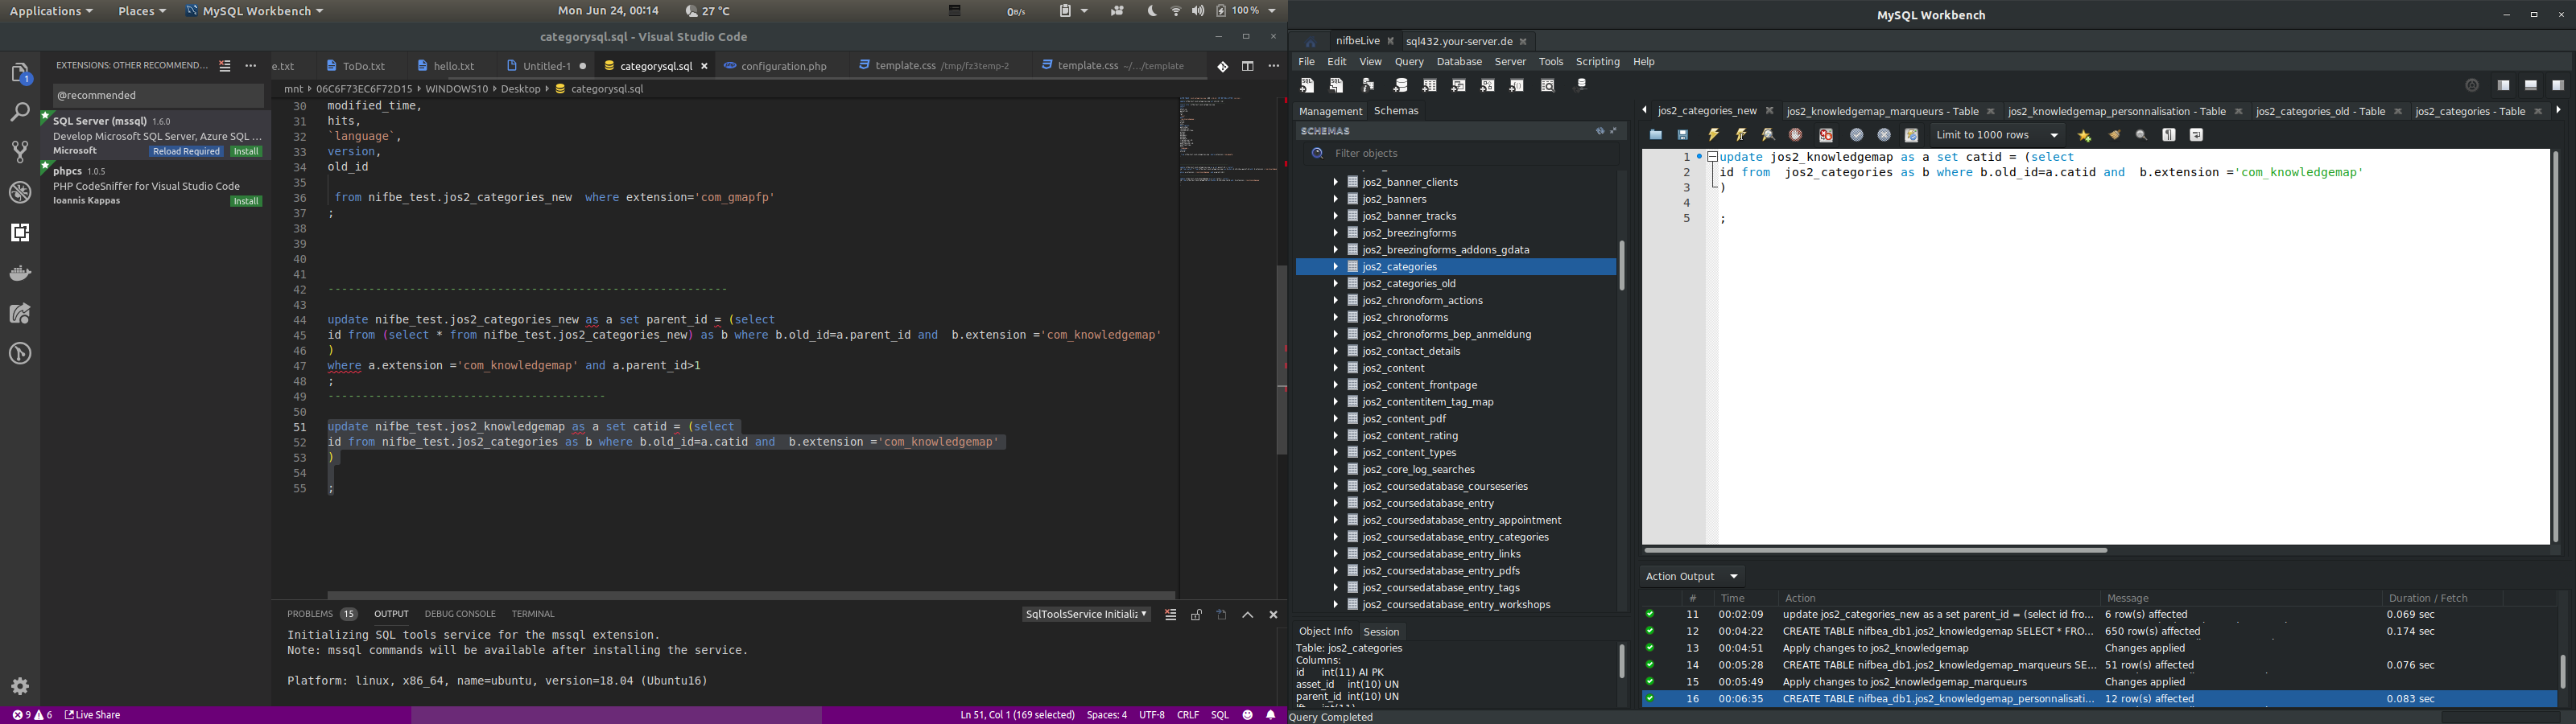 Applications
Places
MySQL Workbench
Mon Jun 24, 00:14
27 °C
0B/s
100 %
categorysql.sql - Visual Studio Code
EXTENSIONS: OTHER RECOMMEND...
@recommended
SQL Server (mssql) 1.6.0
Develop Microsoft SQL Server, Azure SQL ...
Microsoft
Reload Required
Install
phpcs 1.0.5
PHP CodeSniffer for Visual Studio Code
Ioannis Kappas
Install
1
e.txt
ToDo.txt
hello.txt
Untitled-1
categorysql.sql
configuration.php
template.css /tmp/fz3temp-2
template.css ~/.../template
mnt 06C6F73EC6F72D15 WINDOWS10 Desktop categorysql.sql
30 modified_time,
31 hits,
32 `language`,
33 version,
34 old_id
35
36 from nifbe_test.jos2_categories_new  where extension='com_gmapfp'
37 ;
38
39
40
41
42 -----------------------------------------------------------
43
44 update nifbe_test.jos2_categories_new as a set parent_id = (select
45 id from (select * from nifbe_test.jos2_categories_new) as b where b.old_id=a.parent_id and  b.extension ='com_knowledgemap'
46 )
47 where a.extension ='com_knowledgemap' and a.parent_id>1
48 ;
49 -----------------------------------------
50
51 update nifbe_test.jos2_knowledgemap as a set catid = (select
52 id from nifbe_test.jos2_categories as b where b.old_id=a.catid and  b.extension ='com_knowledgemap'
53 )
54
55 ;
PROBLEMS 15 OUTPUT DEBUG CONSOLE TERMINAL
SqlToolsService Initializ
Initializing SQL tools service for the mssql extension.
Note: mssql commands will be available after installing the service.
Platform: linux, x86_64, name=ubuntu, version=18.04 (Ubuntu16)
9 6 Live Share
Ln 51, Col 1 (169 selected) Spaces: 4 UTF-8 CRLF SQL
MySQL Workbench
nifbeLive
sql432.your-server.de
File Edit View Query Database Server Tools Scripting Help
Management Schemas
SCHEMAS
Filter objects
jos2_banner_clients
jos2_banners
jos2_banner_tracks
jos2_breezingforms
jos2_breezingforms_addons_gdata
jos2_categories
jos2_categories_old
jos2_chronoform_actions
jos2_chronoforms
jos2_chronoforms_bep_anmeldung
jos2_contact_details
jos2_content
jos2_content_frontpage
jos2_contentitem_tag_map
jos2_content_pdf
jos2_content_rating
jos2_content_types
jos2_core_log_searches
jos2_coursedatabase_courseseries
jos2_coursedatabase_entry
jos2_coursedatabase_entry_appointment
jos2_coursedatabase_entry_categories
jos2_coursedatabase_entry_links
jos2_coursedatabase_entry_pdfs
jos2_coursedatabase_entry_tags
jos2_coursedatabase_entry_workshops
Object Info Session
Table: jos2_categories
Columns:
id int(11) AI PK
asset_id int(10) UN
parent_id int(10) UN
Query Completed
jos2_categories_new
jos2_knowledgemap_marqueurs - Table
jos2_knowledgemap_personnalisation - Table
jos2_categories_old - Table
jos2_categories - Table
Limit to 1000 rows
1 update jos2_knowledgemap as a set catid = (select
2 id from  jos2_categories as b where b.old_id=a.catid and  b.extension ='com_knowledgemap'
3 )
4
5 ;
Action Output
# Time Action Message Duration / Fetch
11 00:02:09 update jos2_categories_new as a set parent_id = (select id fro... 6 row(s) affected 0.069 sec
12 00:04:22 CREATE TABLE nifbea_db1.jos2_knowledgemap SELECT * FRO... 650 row(s) affected 0.174 sec
13 00:04:51 Apply changes to jos2_knowledgemap Changes applied
14 00:05:28 CREATE TABLE nifbea_db1.jos2_knowledgemap_marqueurs SE... 51 row(s) affected 0.076 sec
15 00:05:49 Apply changes to jos2_knowledgemap_marqueurs Changes applied
16 00:06:35 CREATE TABLE nifbea_db1.jos2_knowledgemap_personnalisati... 12 row(s) affected 0.083 sec